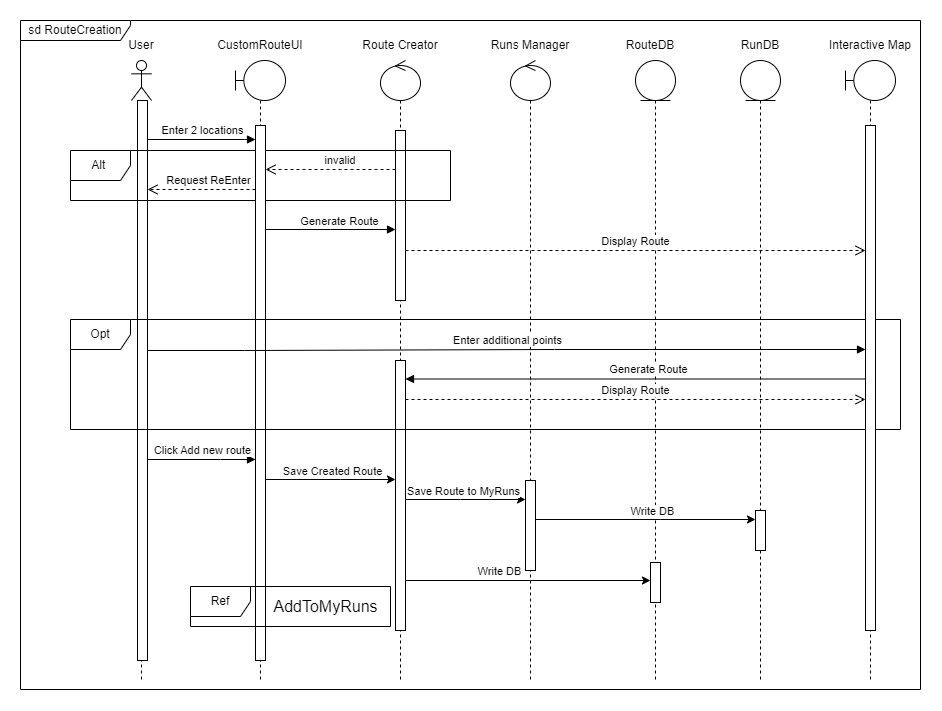 sd RouteCreation
User
CustomRouteUI
Route Creator
Runs Manager
RouteDB
RunDB
Interactive Map
Enter 2 locations
Alt
invalid
Request ReEnter
Generate Route
Display Route
Opt
Enter additional points
Generate Route
Display Route
Click Add new route
Save Created Route
Save Route to MyRuns
Write DB
Write DB
Ref
AddToMyRuns